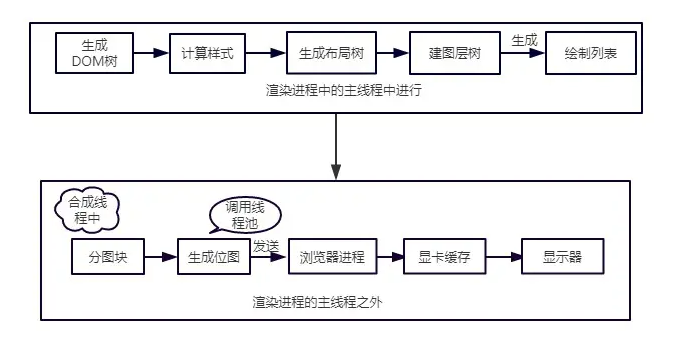 生成
DOM树
计算样式
生成布局树
建图层树
生成
绘制列表
渲染进程中的主线程中进行
合成线
程中
调用线
程池
分图块
生成位图
发送
浏览器进程
显卡缓存
显示器
渲染进程的主线程之外